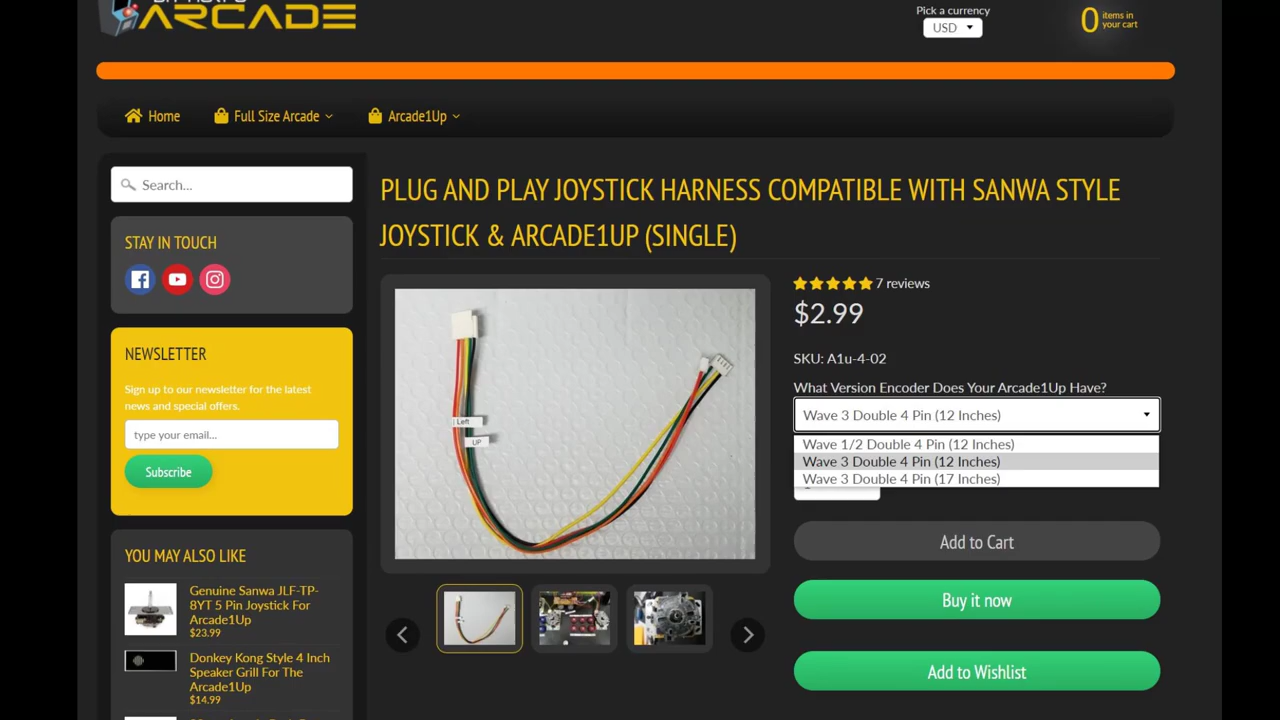 ARCADE
Pick a currency
USD
0 items in your cart
Home
Full Size Arcade
Arcade1Up
Search...
STAY IN TOUCH
NEWSLETTER
Sign up to our newsletter for the latest
news and special offers.
type your email...
Subscribe
YOU MAY ALSO LIKE
Genuine Sanwa JLF-TP-
8YT 5 Pin Joystick For
Arcade1Up
$23.99
Donkey Kong Style 4 Inch
Speaker Grill For The
Arcade1Up
$14.99
PLUG AND PLAY JOYSTICK HARNESS COMPATIBLE WITH SANWA STYLE
JOYSTICK & ARCADE1UP (SINGLE)
Left
UP
7 reviews
$2.99
SKU: A1u-4-02
What Version Encoder Does Your Arcade1Up Have?
Wave 3 Double 4 Pin (12 Inches)
Wave 1/2 Double 4 Pin (12 Inches)
Wave 3 Double 4 Pin (12 Inches)
Wave 3 Double 4 Pin (17 Inches)
Add to Cart
Buy it now
Add to Wishlist